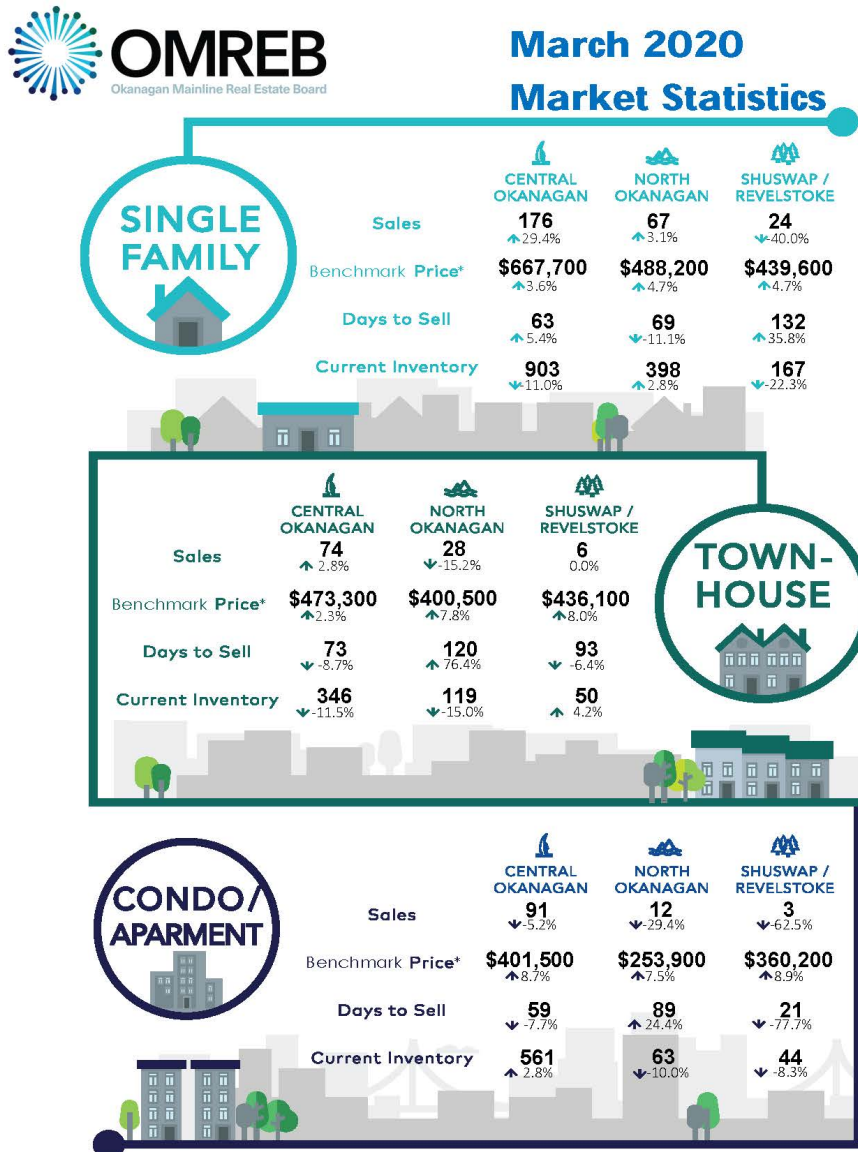 OMREB
Okanagan Mainline Real Estate Board
March 2020
Market Statistics
SINGLE
FAMILY
CENTRAL OKANAGAN NORTH OKANAGAN SHUSWAP / REVELSTOKE
Sales 176 67 24
29.4% 3.1% -40.0%
Benchmark Price* $667,700 $488,200 $439,600
3.6% 4.7% 4.7%
Days to Sell 63 69 132
5.4% -11.1% 35.8%
Current Inventory 903 398 167
-11.0% 2.8% -22.3%
CENTRAL OKANAGAN NORTH OKANAGAN SHUSWAP / REVELSTOKE
Sales 74 28 6
2.8% -15.2% 0.0%
Benchmark Price* $473,300 $400,500 $436,100
2.3% 7.8% 8.0%
Days to Sell 73 120 93
-8.7% 76.4% -6.4%
Current Inventory 346 119 50
-11.5% -15.0% 4.2%
TOWN-
HOUSE
CONDO/
APARMENT
CENTRAL OKANAGAN NORTH OKANAGAN SHUSWAP / REVELSTOKE
Sales 91 12 3
-5.2% -29.4% -62.5%
Benchmark Price* $401,500 $253,900 $360,200
8.7% 7.5% 8.9%
Days to Sell 59 89 21
-7.7% 24.4% -77.7%
Current Inventory 561 63 44
2.8% -10.0% -8.3%